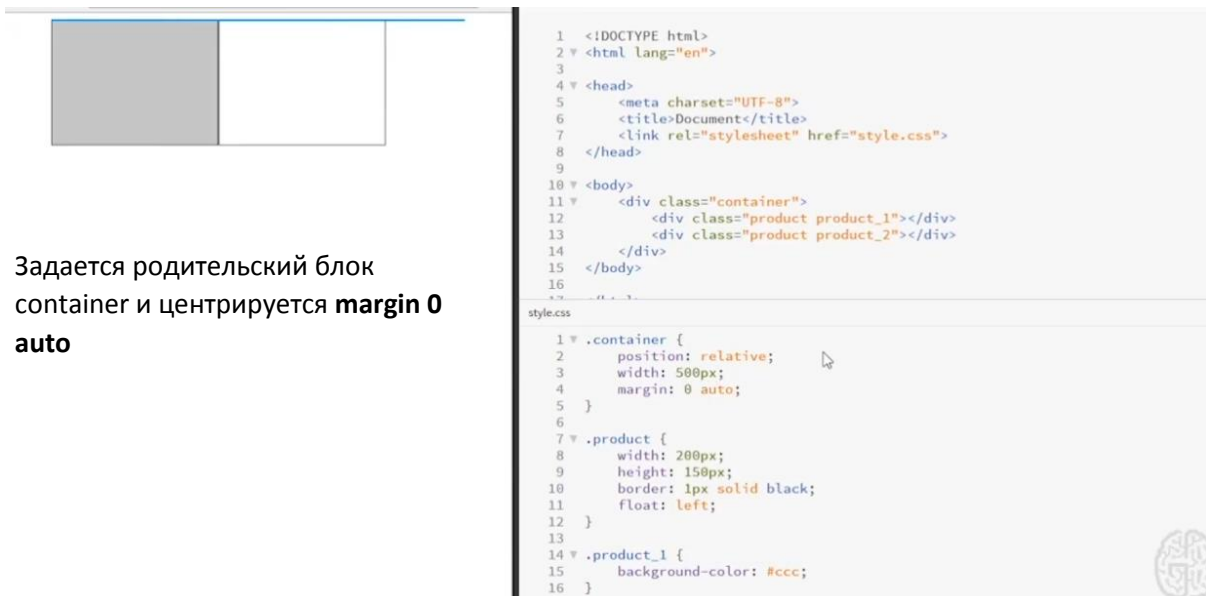 Задается родительский блок
container и центрируется margin 0
auto
1 <!DOCTYPE html>
2 <html lang="en">
3
4 <head>
5 <meta charset="UTF-8">
6 <title>Document</title>
7 <link rel="stylesheet" href="style.css">
8 </head>
9
10 <body>
11 <div class="container">
12 <div class="product product_1"></div>
13 <div class="product product_2"></div>
14 </div>
15 </body>
16
style.css
1 .container {
2 position: relative;
3 width: 500px;
4 margin: 0 auto;
5 }
6
7 .product {
8 width: 200px;
9 height: 150px;
10 border: 1px solid black;
11 float: left;
12 }
13
14 .product_1 {
15 background-color: #ccc;
16 }